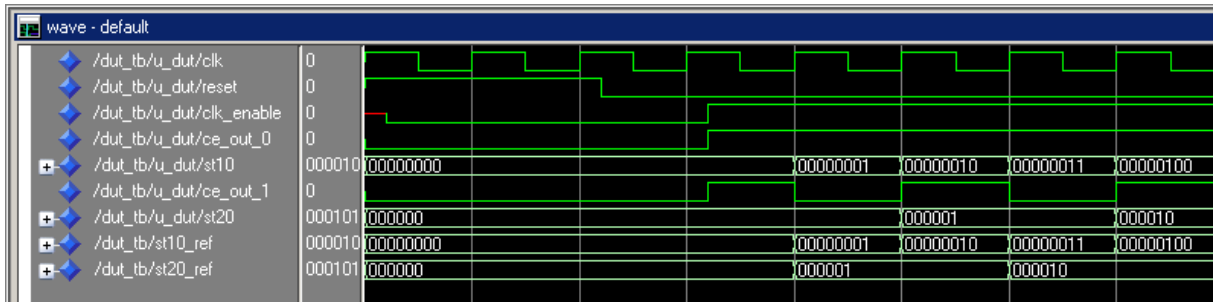 wave - default
/dut_tb/u_dut/clk 0
/dut_tb/u_dut/reset 0
/dut_tb/u_dut/clk_enable 0
/dut_tb/u_dut/ce_out_0 0
/dut_tb/u_dut/st10 000010 00000000 00000001 00000010 00000011 00000100
/dut_tb/u_dut/ce_out_1 0
/dut_tb/u_dut/st20 000101 000000 000001 000010
/dut_tb/st10_ref 000010 00000000 00000001 00000010 00000011 00000100
/dut_tb/st20_ref 000101 000000 000001 000010